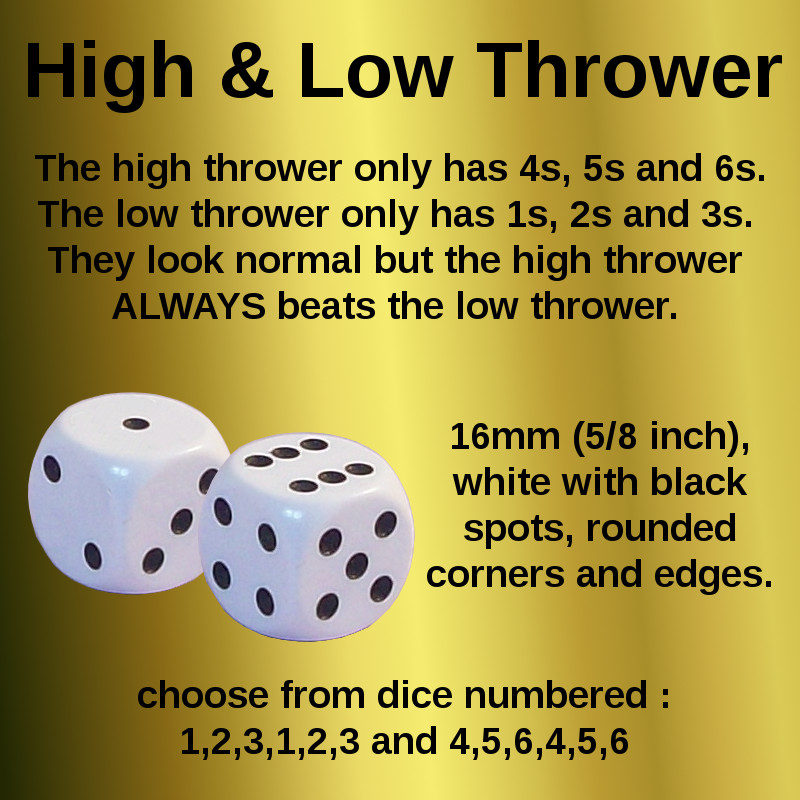 High & Low Thrower
The high thrower only has 4s, 5s and 6s.
The low thrower only has 1s, 2s and 3s.
They look normal but the high thrower
ALWAYS beats the low thrower.
16mm (5/8 inch),
white with black
spots, rounded
corners and edges.
choose from dice numbered :
1,2,3,1,2,3 and 4,5,6,4,5,6